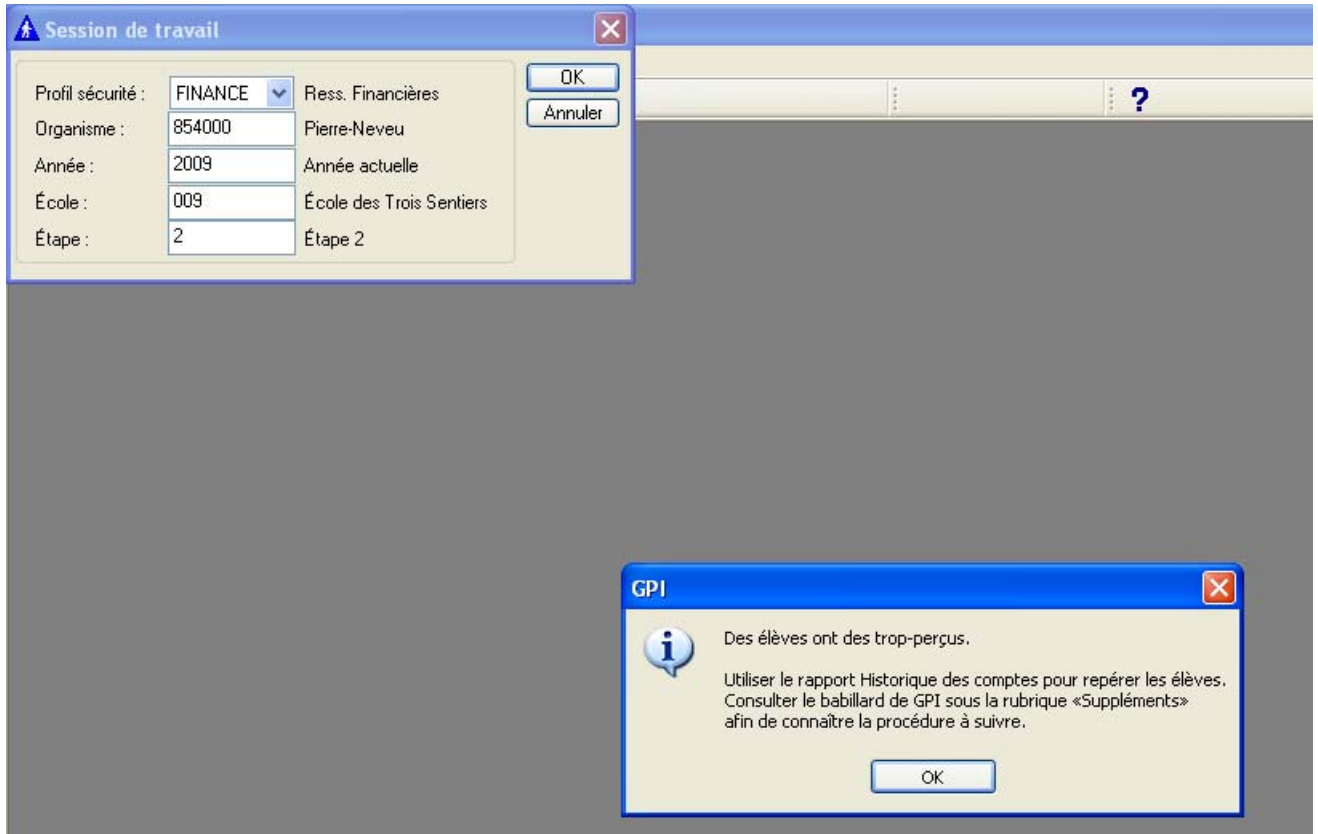 Session de travail
Profil sécurité : FINANCE Ress. Financières
OK
Organisme : 854000 Pierre-Neveu
Annuler
Année : 2009 Année actuelle
École : 009 École des Trois Sentiers
Étape : 2 Étape 2
?
GPI
Des élèves ont des trop-perçus.
Utiliser le rapport Historique des comptes pour repérer les élèves.
Consulter le babillard de GPI sous la rubrique «Suppléments»
afin de connaître la procédure à suivre.
OK